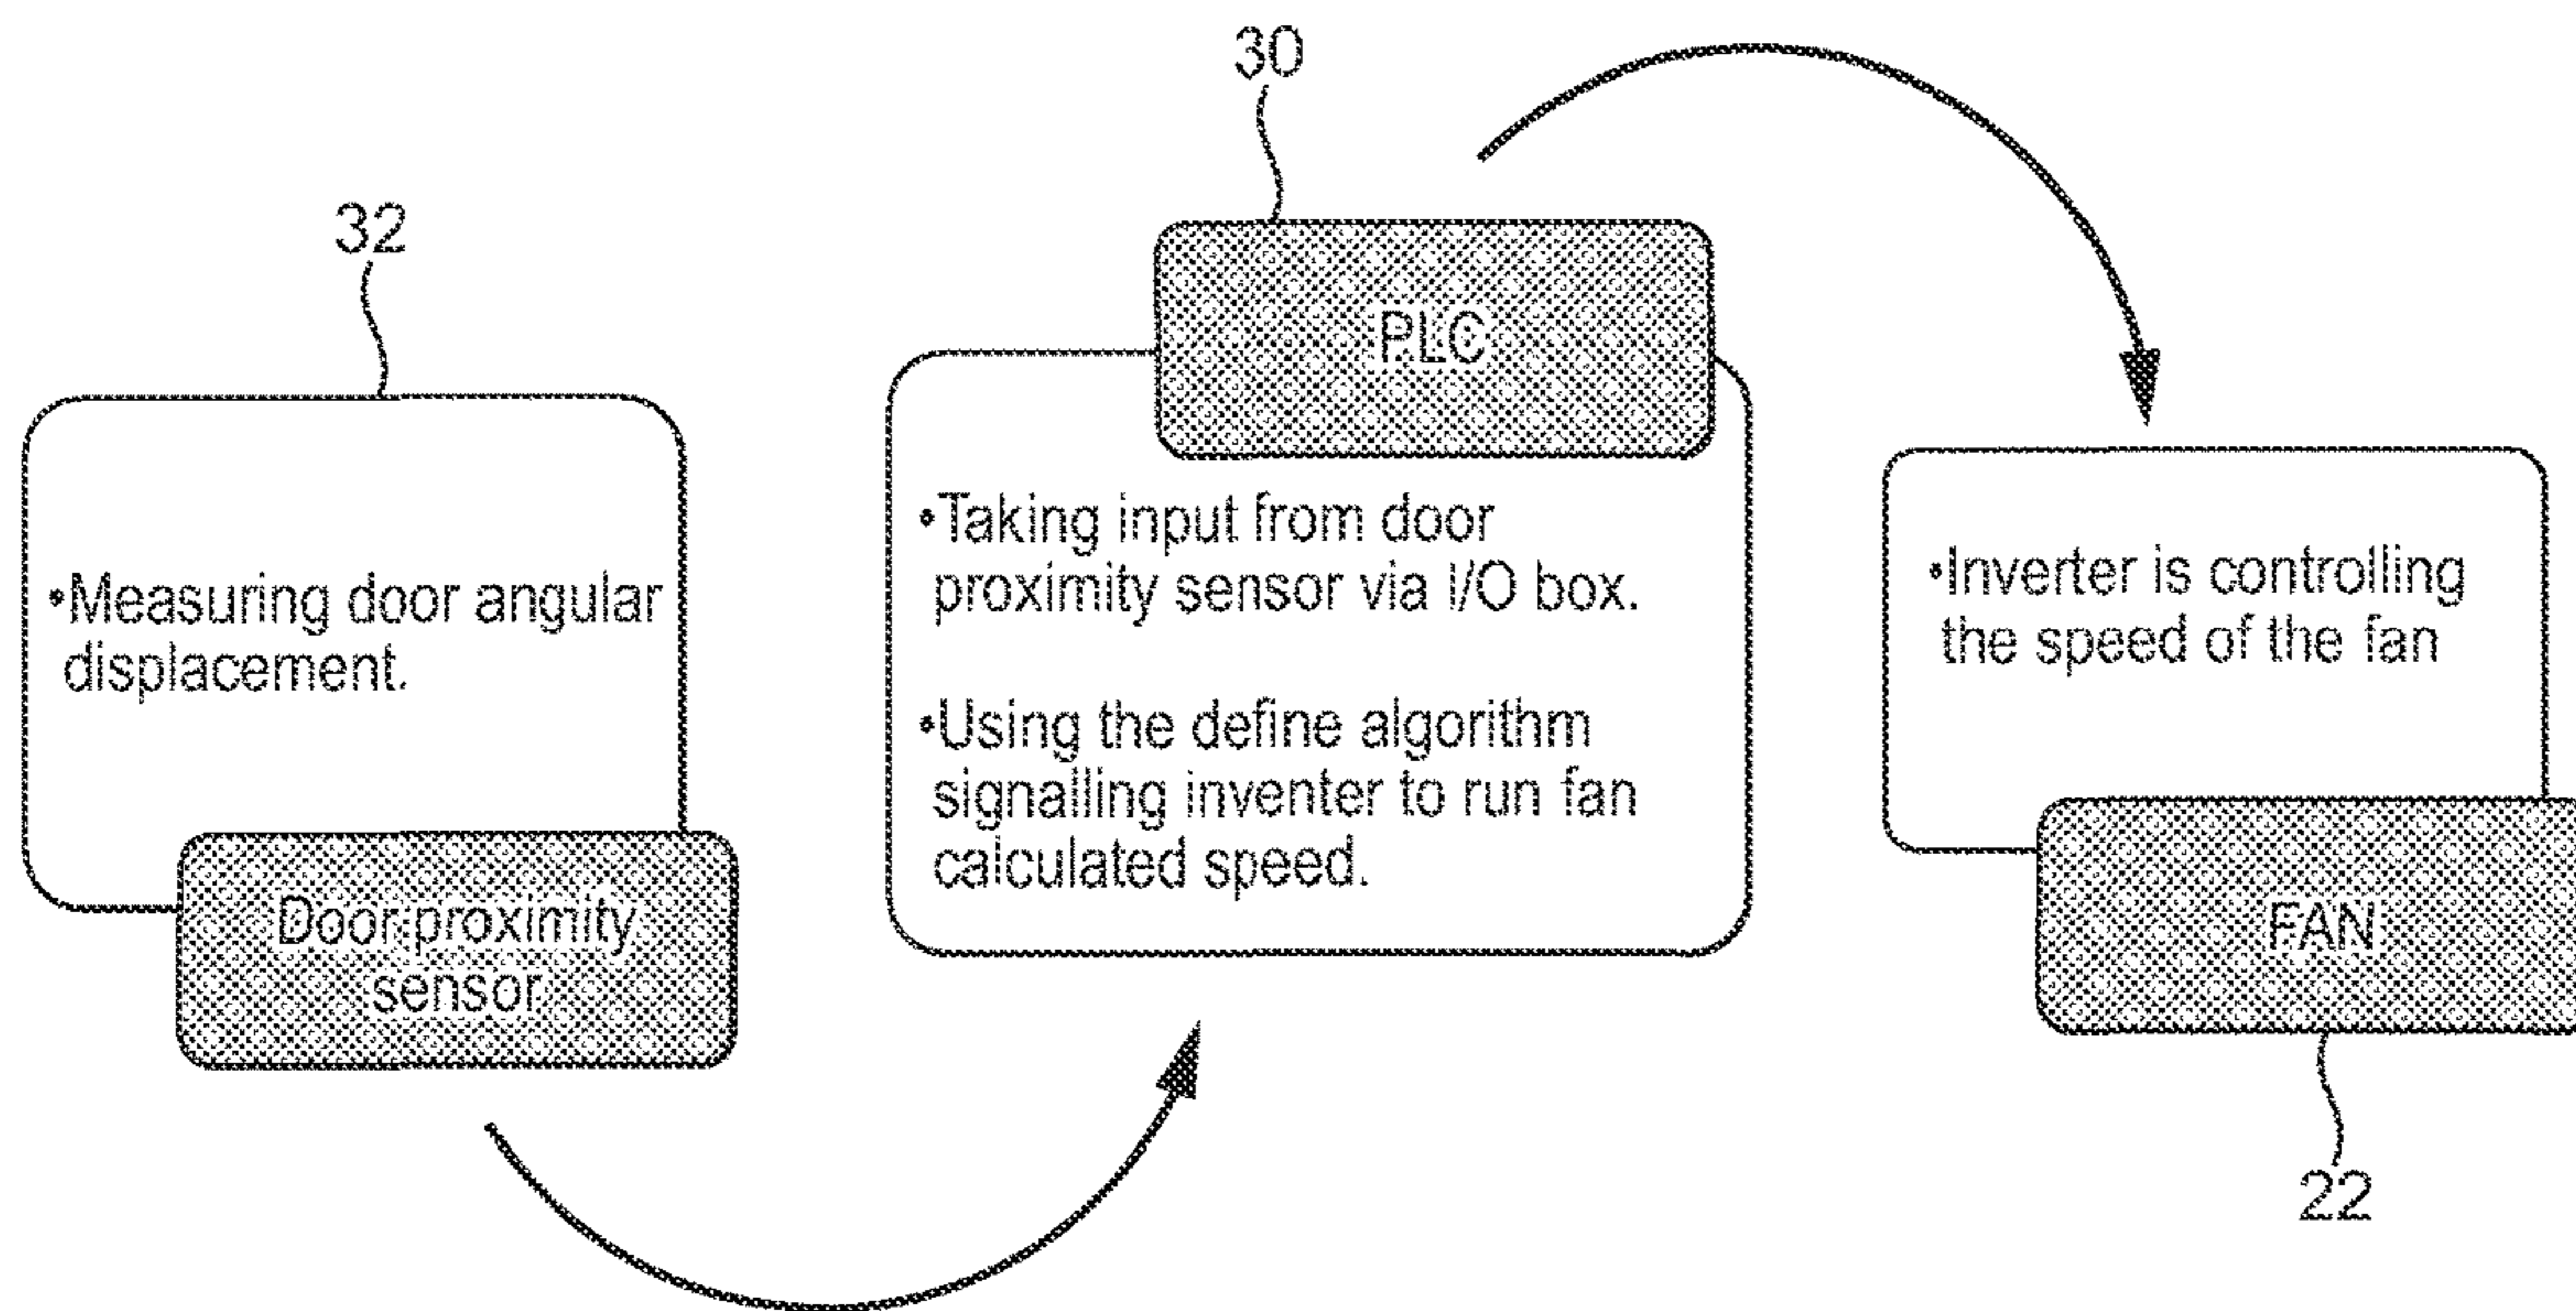 32
•Measuring door angular
displacement.
Door proximity
sensor
30
PLC
•Taking input from door
proximity sensor via I/O box.
•Using the define algorithm
signalling inventer to run fan
calculated speed.
•Inverter is controlling
the speed of the fan
FAN
22